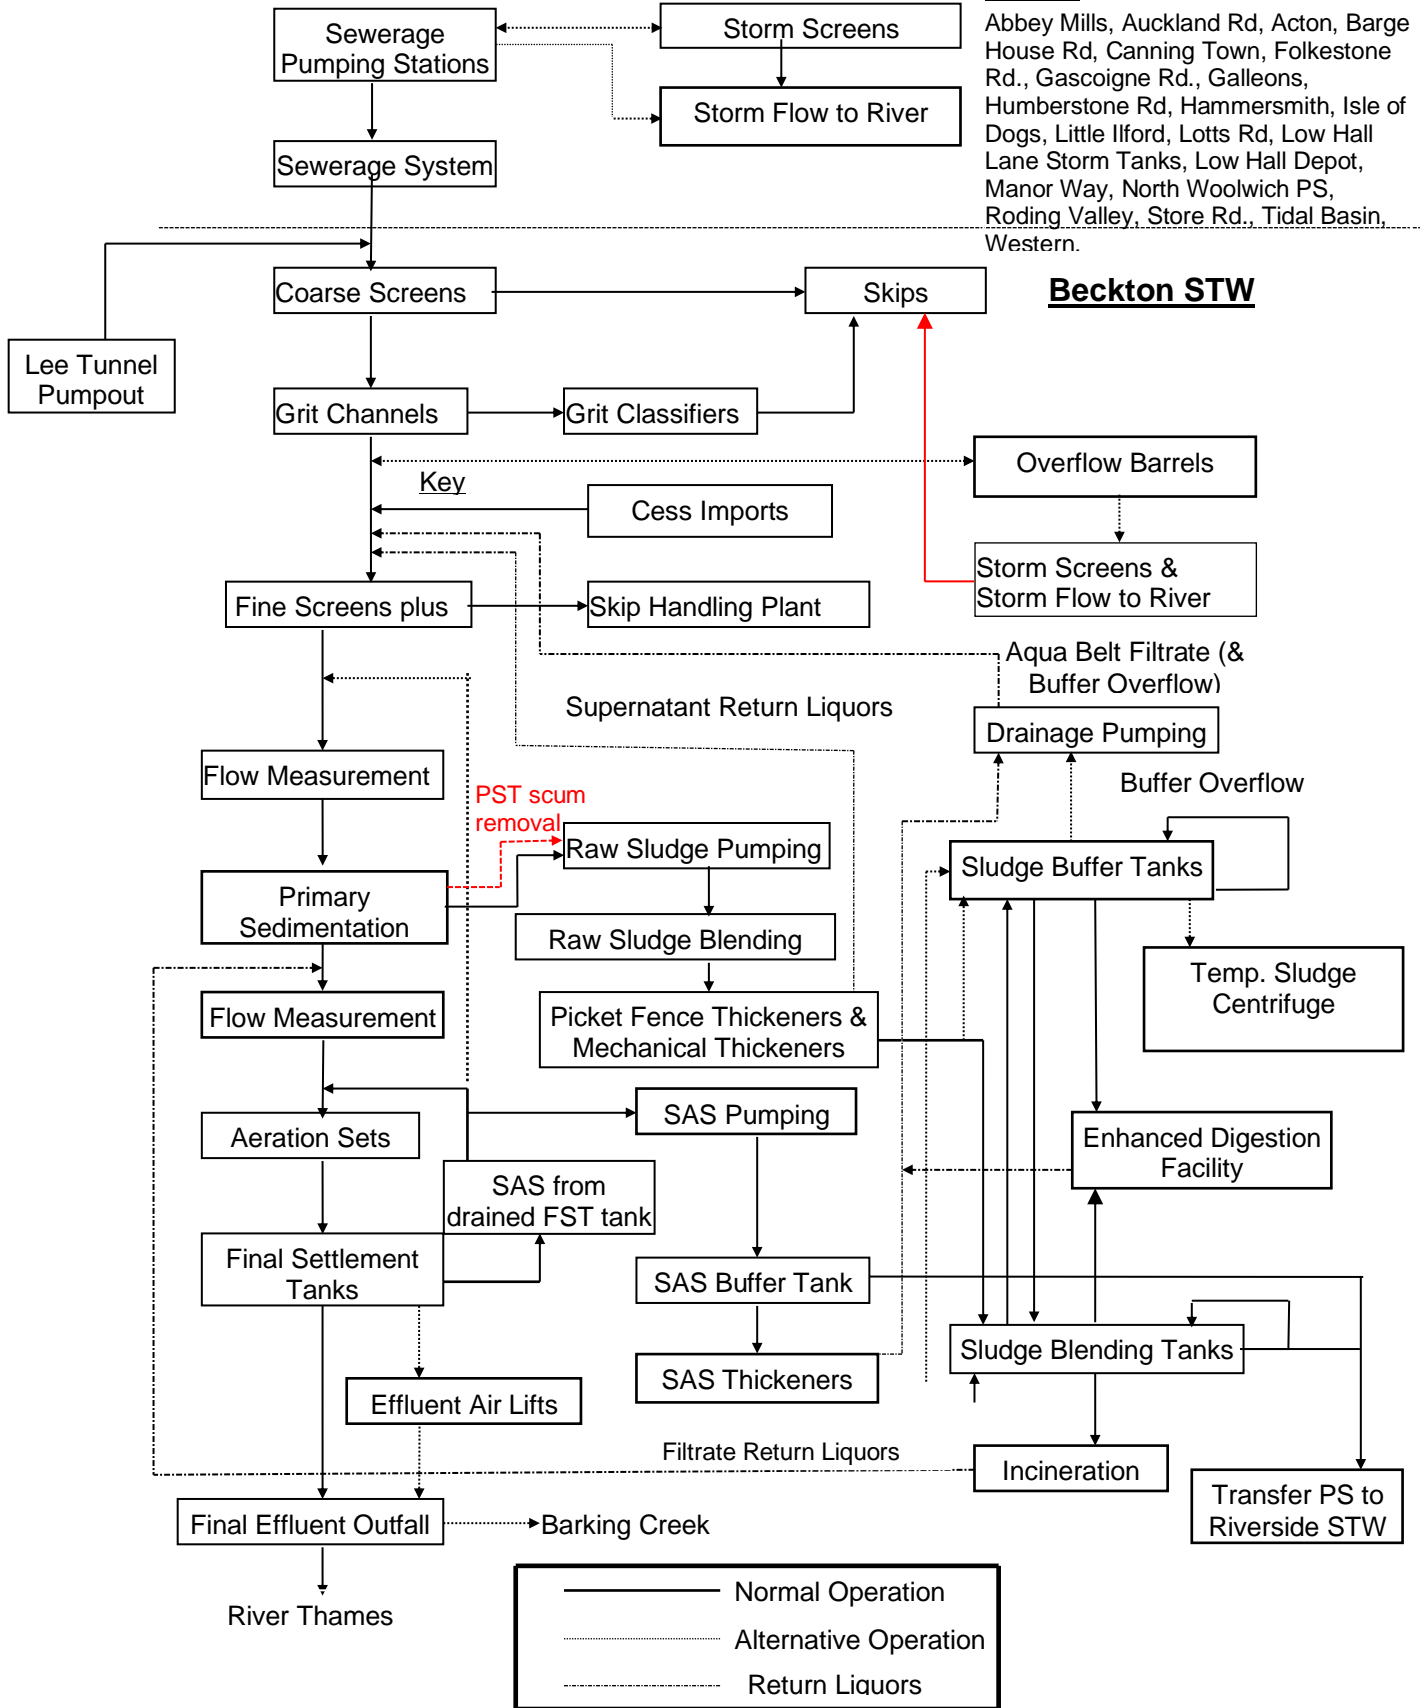 Sewerage
Pumping Stations
Storm Screens
Abbey Mills, Auckland Rd, Acton, Barge
House Rd, Canning Town, Folkestone
Rd., Gascoigne Rd., Galleons,
Humberstone Rd, Hammersmith, Isle of
Dogs, Little Ilford, Lotts Rd, Low Hall
Lane Storm Tanks, Low Hall Depot,
Manor Way, North Woolwich PS,
Roding Valley, Store Rd., Tidal Basin,
Western.
Storm Flow to River
Sewerage System
Beckton STW
Coarse Screens
Skips
Lee Tunnel
Pumpout
Grit Channels
Grit Classifiers
Overflow Barrels
Key
Cess Imports
Storm Screens &
Storm Flow to River
Fine Screens plus
Skip Handling Plant
Aqua Belt Filtrate (&
Buffer Overflow)
Supernatant Return Liquors
Drainage Pumping
Flow Measurement
Buffer Overflow
PST scum
removal
Raw Sludge Pumping
Sludge Buffer Tanks
Primary
Sedimentation
Raw Sludge Blending
Temp. Sludge
Centrifuge
Flow Measurement
Picket Fence Thickeners &
Mechanical Thickeners
SAS Pumping
Aeration Sets
Enhanced Digestion
Facility
SAS from
drained FST tank
Final Settlement
Tanks
SAS Buffer Tank
Sludge Blending Tanks
SAS Thickeners
Effluent Air Lifts
Filtrate Return Liquors
Incineration
Transfer PS to
Riverside STW
Final Effluent Outfall
Barking Creek
River Thames
Normal Operation
Alternative Operation
Return Liquors